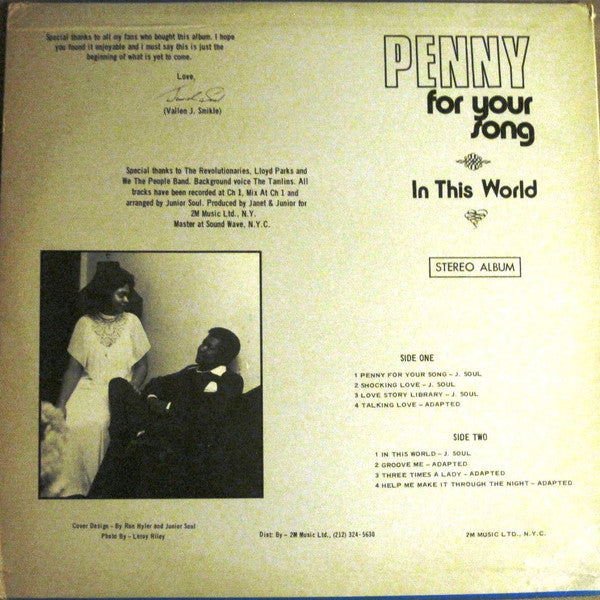 Special thanks to all my fans who bought this album. I hope
you found it enjoyable and i must say this is just the
beginning of what is yet to come.
Love,
Junior Soul
(Vallen J. Smikle)
PENNY
for your
song
In This World
STEREO ALBUM
Special thanks to The Revolutionaries, Lloyd Parks and
We The People Band. Background voice The Tamlins. All
tracks have been recorded at Ch 1, Mix At Ch 1 and
arranged by Junior Soul. Produced by Janet & Junior for
2M Music Ltd., N.Y.
Master at Sound Wave, N.Y.C.
SIDE ONE
1 PENNY FOR YOUR SONG – J. SOUL
2 SHOCKING LOVE – J. SOUL
3 LOVE STORY LIBRARY – J. SOUL
4 TALKING LOVE – ADAPTED
SIDE TWO
1 IN THIS WORLD – J. SOUL
2 GROOVE ME – ADAPTED
3 THREE TIMES A LADY – ADAPTED
4 HELP ME MAKE IT THROUGH THE NIGHT – ADAPTED
Cover Design – By Ron Hyler and Junior Soul
Photo By – Leroy Riley
Dist: By – 2M Music Ltd., (212) 324-5630
2M MUSIC LTD., N.Y.C.